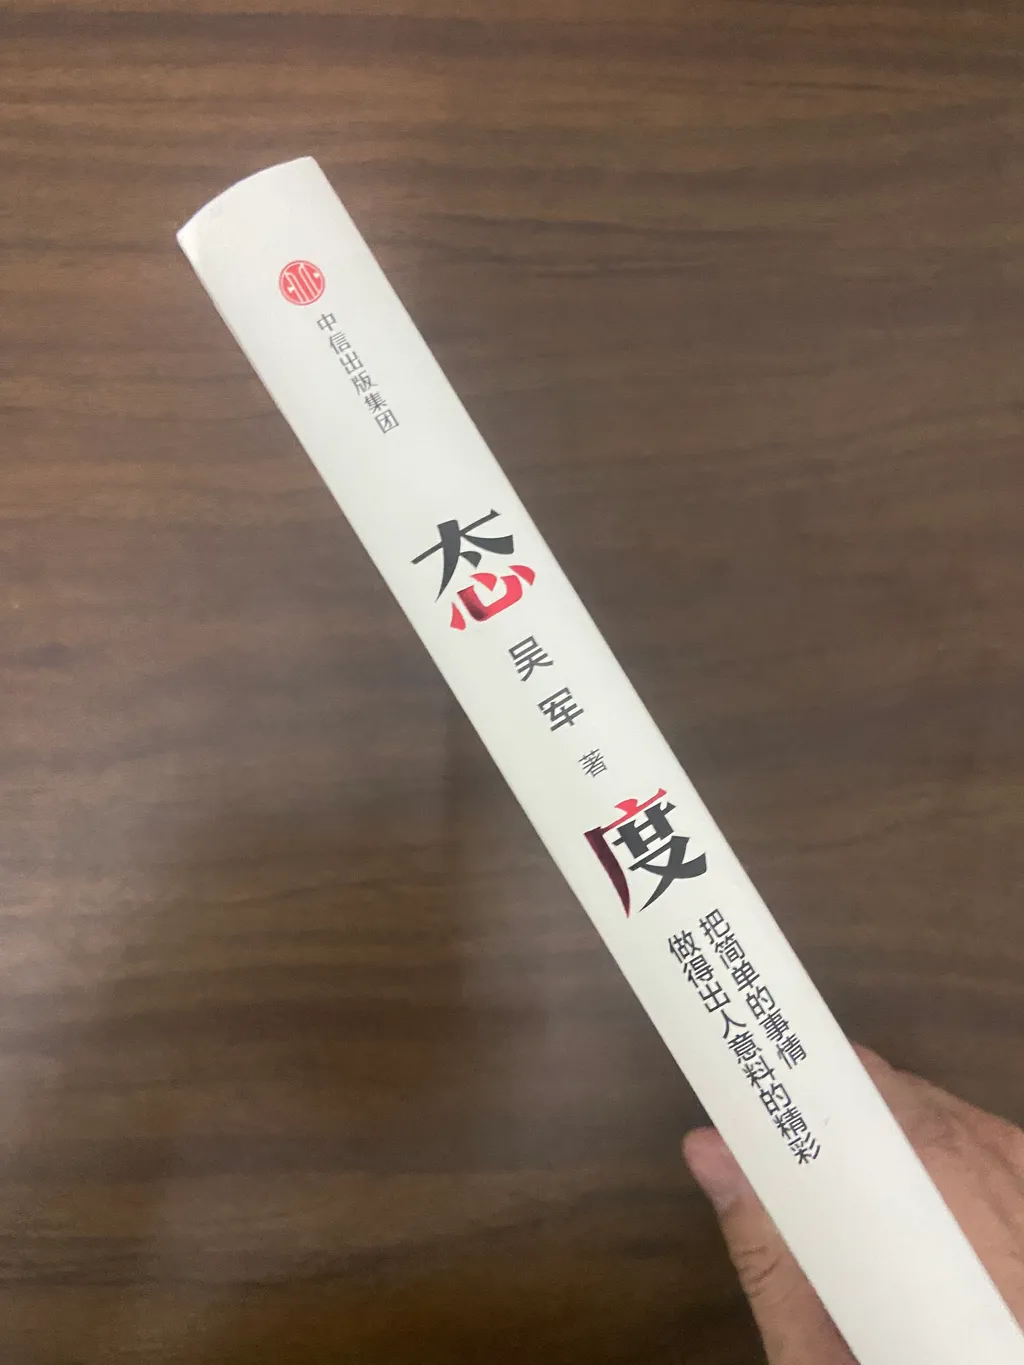 中信出版集团
态
吴军 著
度
把简单的事情
做得出人意料的精彩